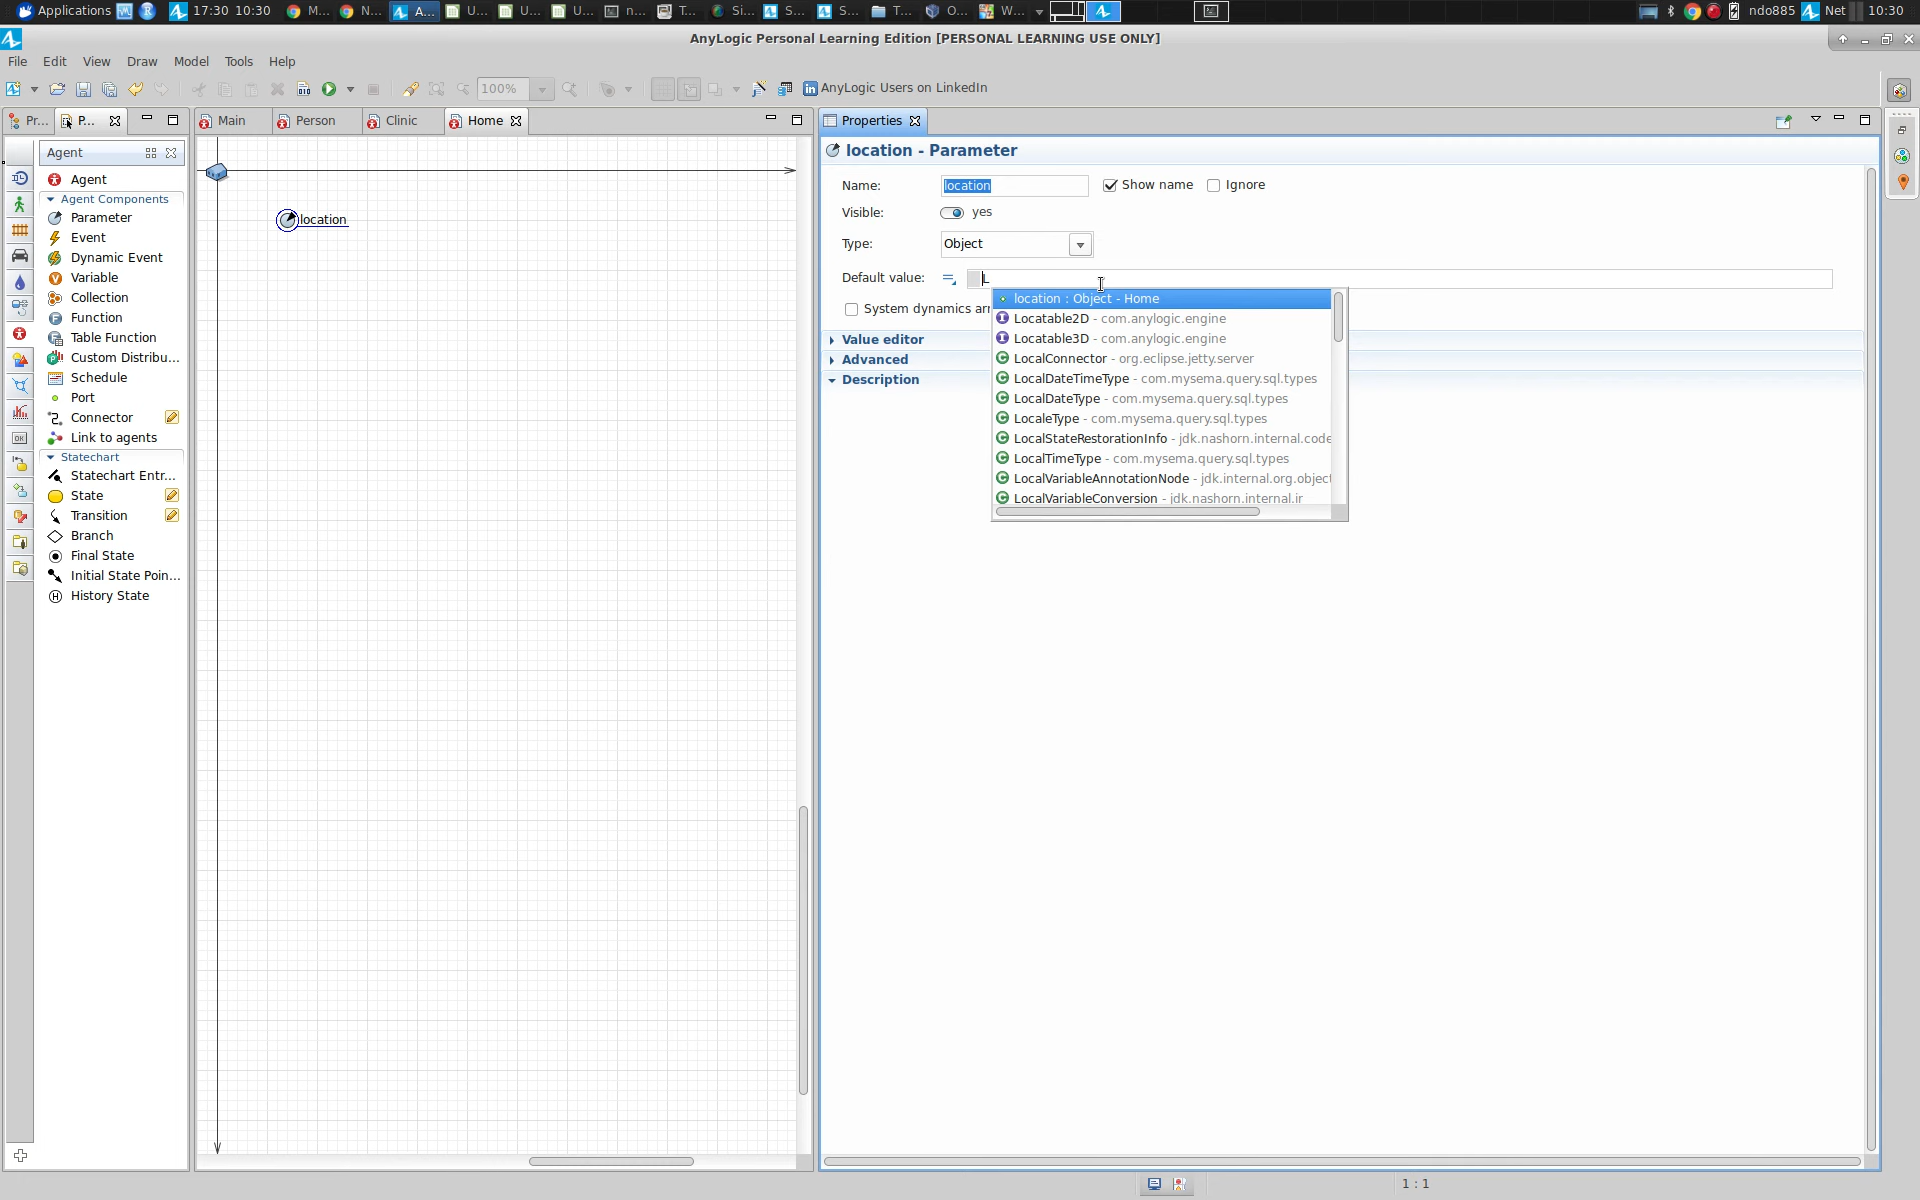 Applications 17:30 10:30 M... N... A... U... U... U... n... T... Si... S... S... T... O... W... ndo885 Net 10:30
AnyLogic Personal Learning Edition [PERSONAL LEARNING USE ONLY]
File Edit View Draw Model Tools Help
100% AnyLogic Users on LinkedIn
Pr... P... Main Person Clinic Home Properties
Agent
Agent
Agent Components
Parameter
Event
Dynamic Event
Variable
Collection
Function
Table Function
Custom Distribu...
Schedule
Port
Connector
Link to agents
Statechart
Statechart Entr...
State
Transition
Branch
Final State
Initial State Poin...
History State
location
location - Parameter
Name: location Show name Ignore
Visible: yes
Type: Object
Default value: L
System dynamics arr
Value editor
Advanced
Description
location : Object - Home
Locatable2D - com.anylogic.engine
Locatable3D - com.anylogic.engine
LocalConnector - org.eclipse.jetty.server
LocalDateTimeType - com.mysema.query.sql.types
LocalDateType - com.mysema.query.sql.types
LocaleType - com.mysema.query.sql.types
LocalStateRestorationInfo - jdk.nashorn.internal.code
LocalTimeType - com.mysema.query.sql.types
LocalVariableAnnotationNode - jdk.internal.org.object
LocalVariableConversion - jdk.nashorn.internal.ir
1 : 1